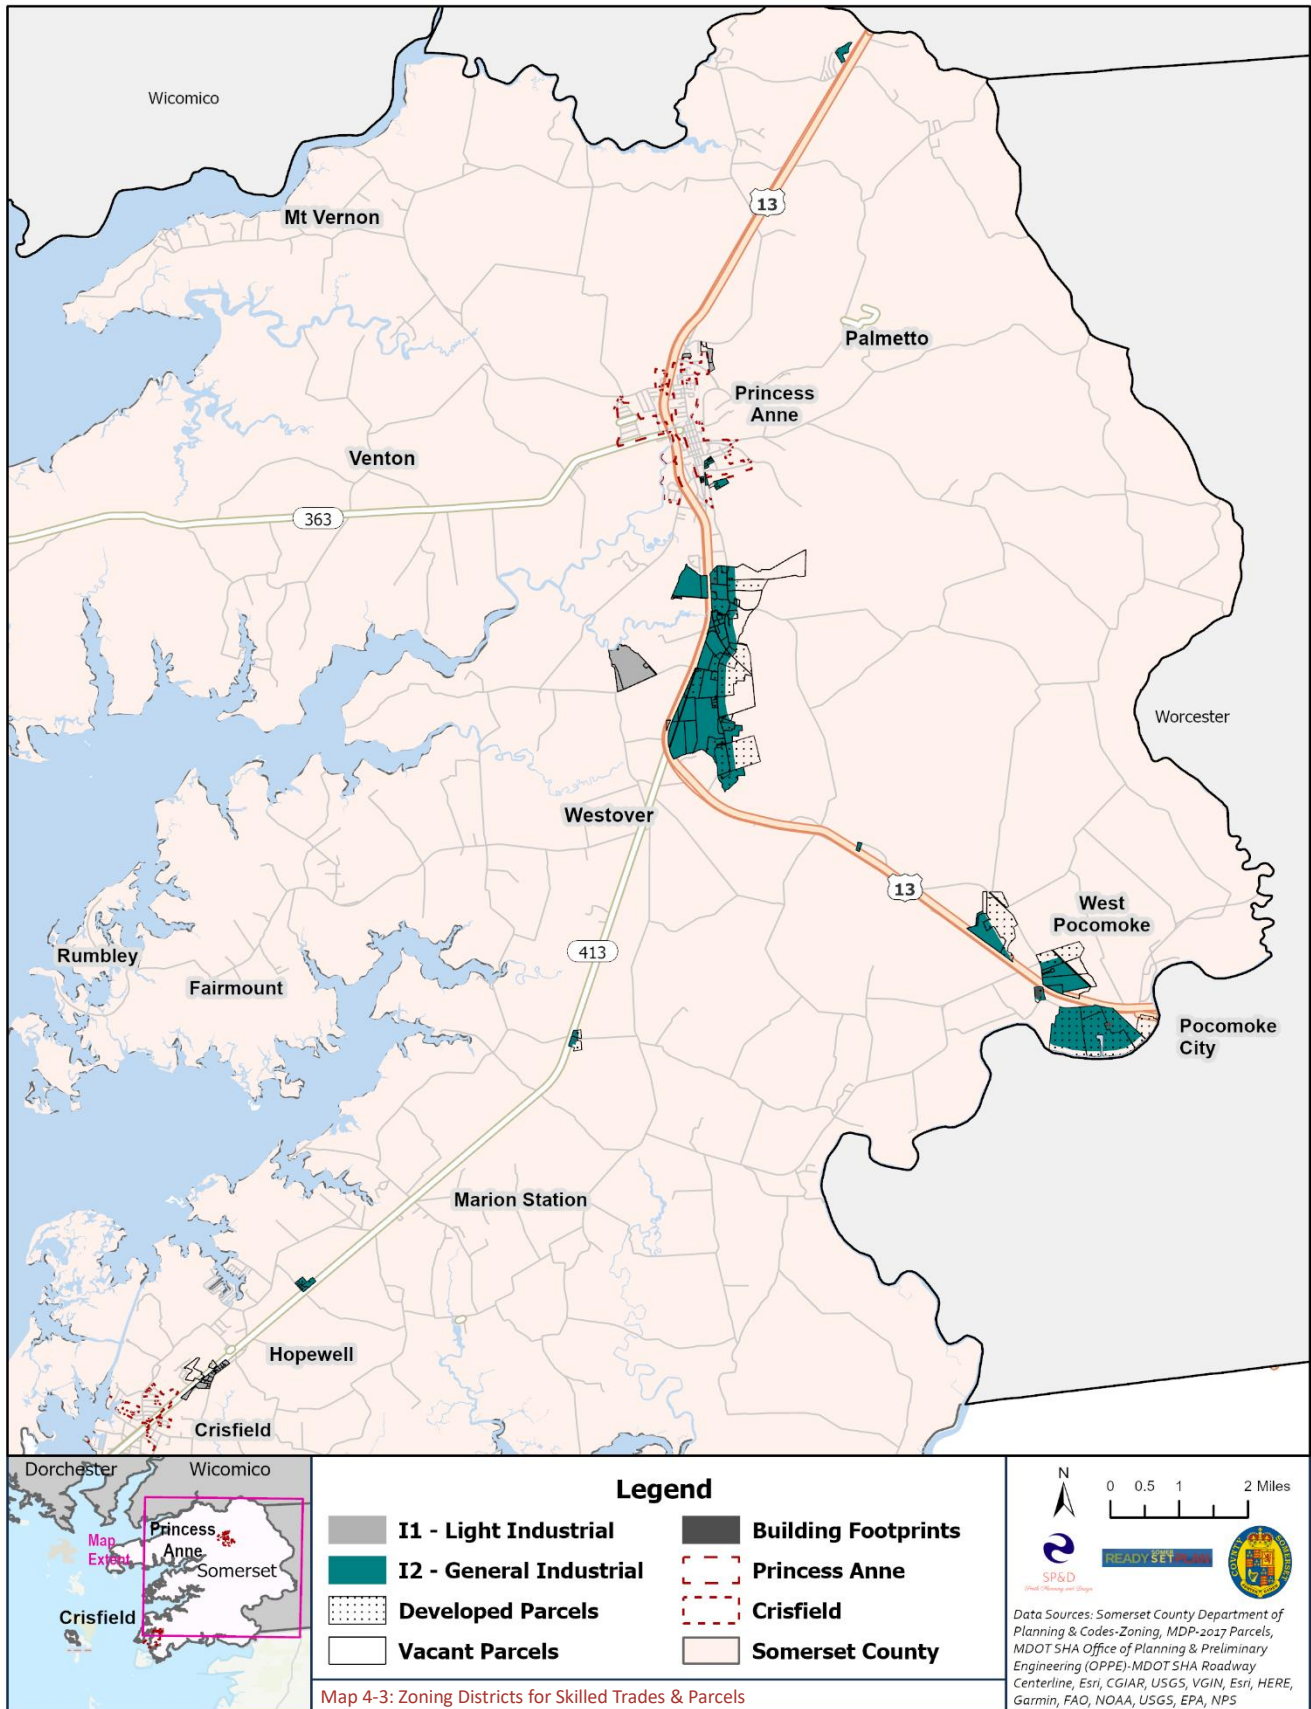 Wicomico
Mt Vernon
13
Palmetto
Princess
Anne
Venton
363
Worcester
Westover
13
West
Pocomoke
Rumbley
413
Fairmount
Pocomoke
City
Marion Station
Hopewell
Crisfield
Dorchester
Wicomico
Princess
Anne
Map
Extent
Somerset
Crisfield
Legend
I1 - Light Industrial
I2 - General Industrial
Developed Parcels
Vacant Parcels
Building Footprints
Princess Anne
Crisfield
Somerset County
Map 4-3: Zoning Districts for Skilled Trades & Parcels
N
0 0.5 1 2 Miles
SP&D
READY SOMER
SET
COUNTY SOMERSET
Data Sources: Somerset County Department of
Planning & Codes-Zoning, MDP-2017 Parcels,
MDOT SHA Office of Planning & Preliminary
Engineering (OPPE)-MDOT SHA Roadway
Centerline, Esri, CGIAR, USGS, VGIN, Esri, HERE,
Garmin, FAO, NOAA, USGS, EPA, NPS